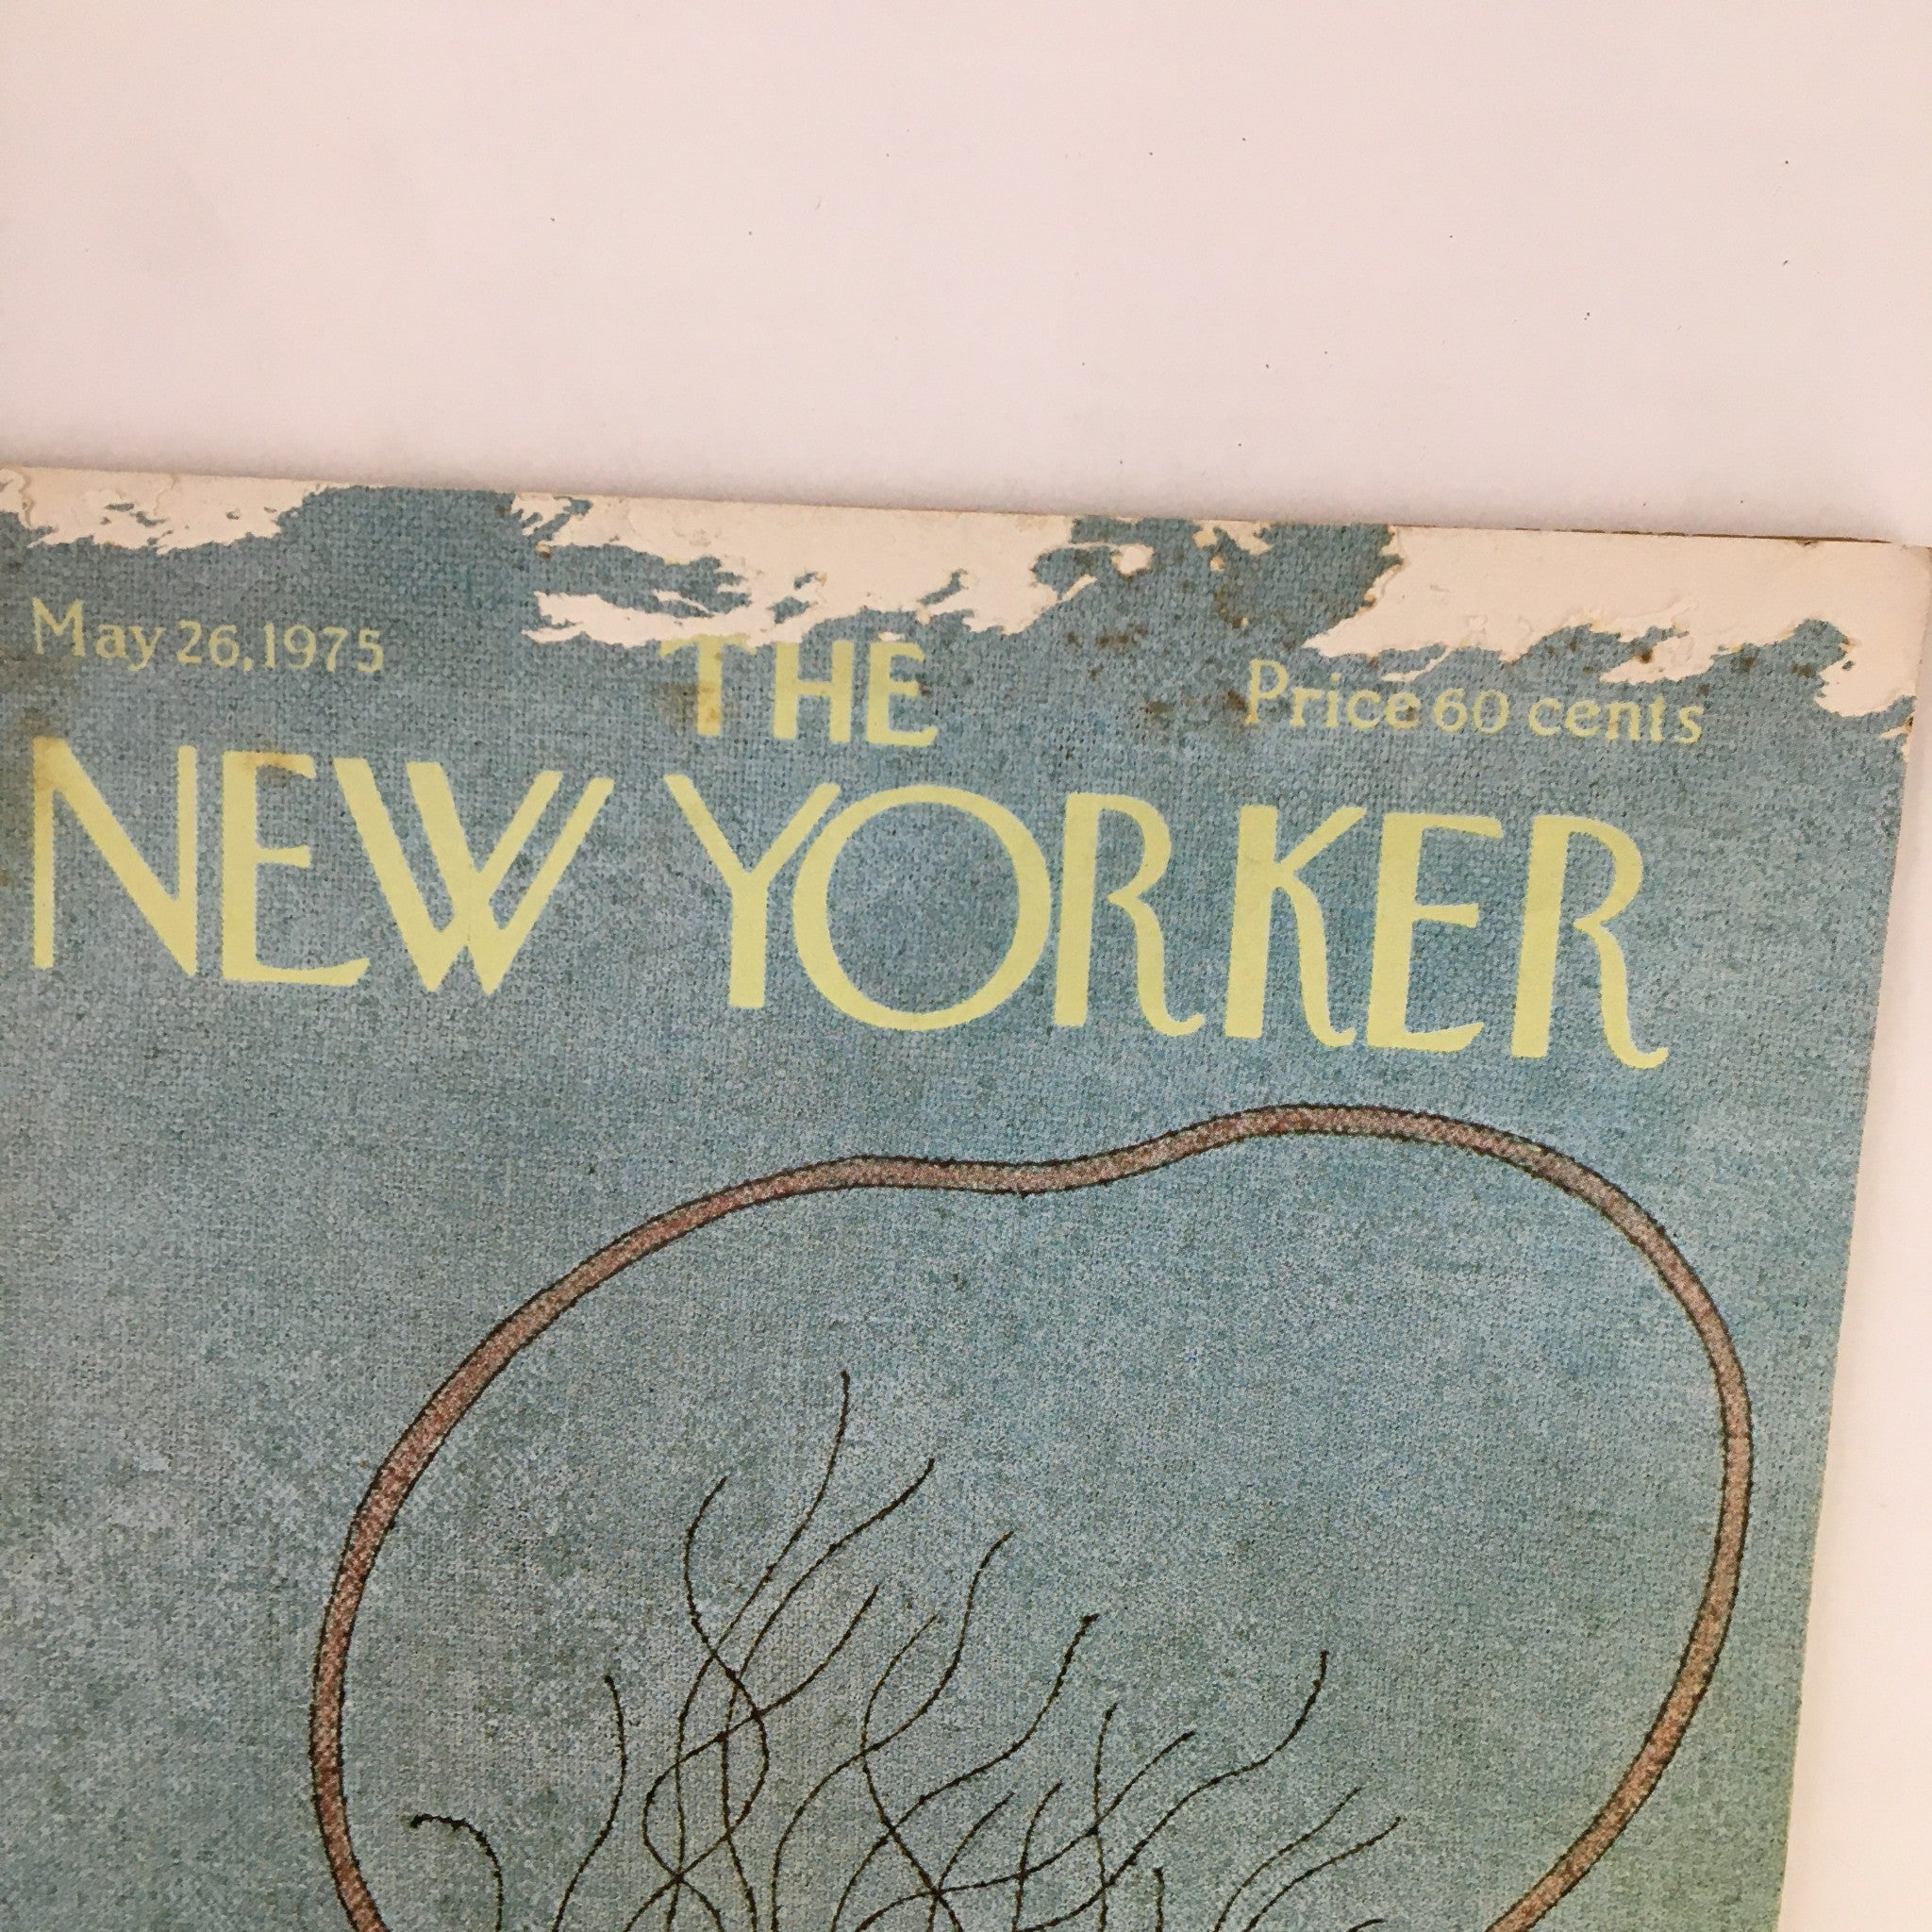 May 26, 1975
THE
Price 60 cents
NEW YORKER